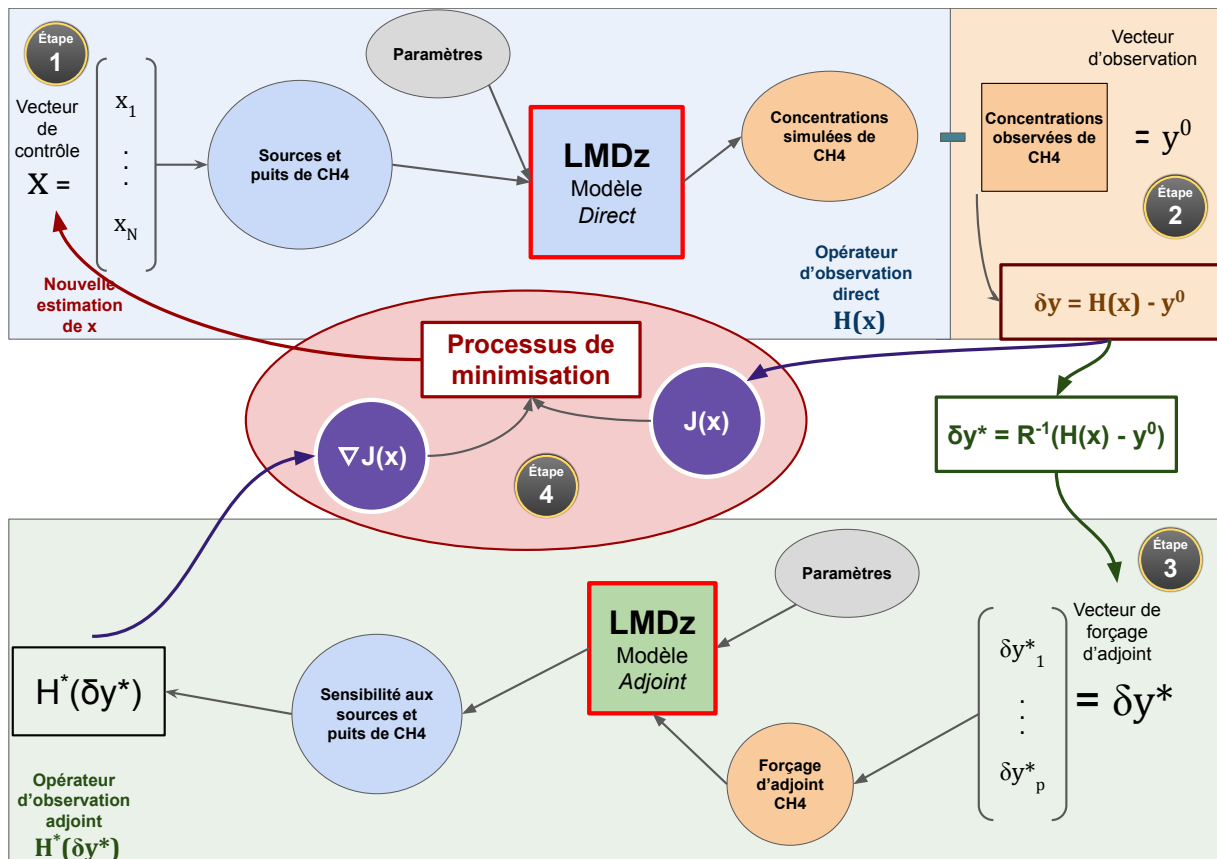 Étape
1
Vecteur
de
contrôle
X =
x1
.
.
.
xN
Sources et
puits de CH4
Paramètres
LMDz
Modèle
Direct
Concentrations
simulées de
CH4
Opérateur
d'observation
direct
H(x)
Nouvelle
estimation
de x
Vecteur
d'observation
Concentrations
observées de
CH4
= y⁰
Étape
2
δy = H(x) - y⁰
Processus de
minimisation
∇J(x)
J(x)
Étape
4
δy* = R⁻¹(H(x) - y⁰)
Étape
3
Vecteur de
forçage
d'adjoint
δy*1
.
.
.
δy*p
= δy*
Paramètres
LMDz
Modèle
Adjoint
Forçage
d'adjoint
CH4
Sensibilité aux
sources et
puits de CH4
H*(δy*)
Opérateur
d'observation
adjoint
H*(δy*)